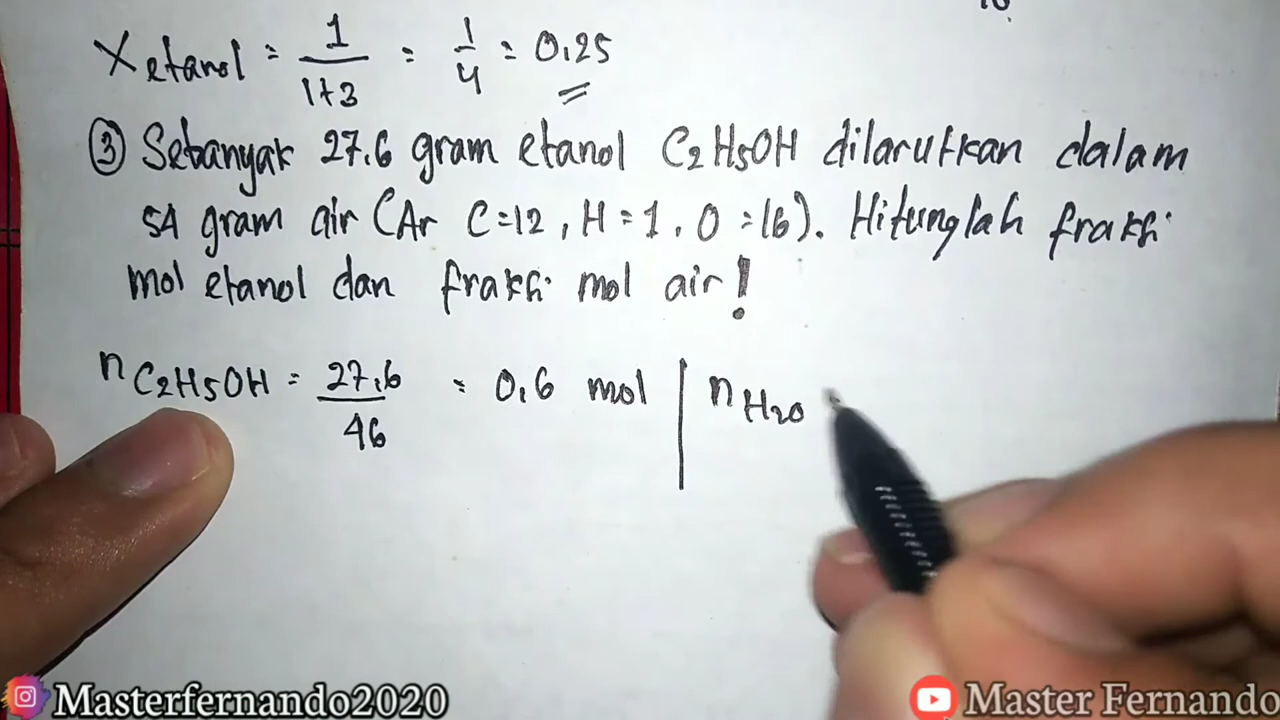 X etanol = 1 / 1+3 = 1/4 = 0,25
③ Sebanyak 27,6 gram etanol C2H5OH dilarutkan dalam
54 gram air (Ar C=12, H=1, O=16). Hitunglah fraksi
mol etanol dan fraksi mol air!
n C2H5OH = 27,6 / 46 = 0,6 mol | n H2O
Masterfernando2020
Master Fernando